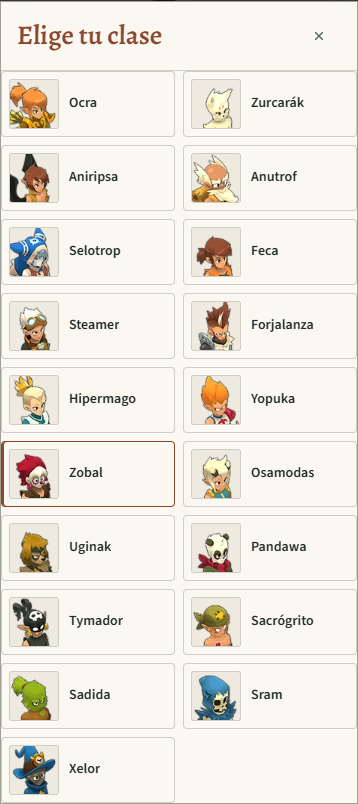 Elige tu clase
Ocra
Zurcarák
Aniripsa
Anutrof
Selotrop
Feca
Steamer
Forjalanza
Hipermago
Yopuka
Zobal
Osamodas
Uginak
Pandawa
Tymador
Sacrógrito
Sadida
Sram
Xelor